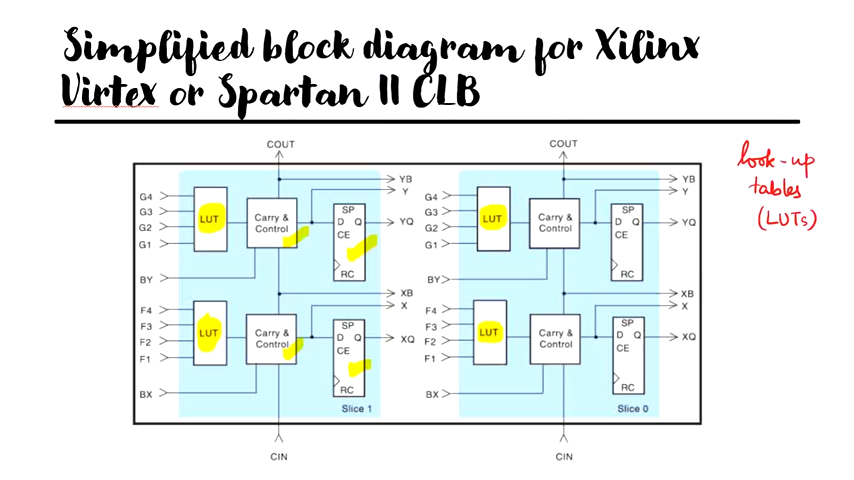 Simplified block diagram for Xilinx
Virtex or Spartan II CLB
look-up
tables
(LUTs)
COUT
YB
Y
G4
G3
G2
G1
LUT
Carry &
Control
SP
D Q
CE
RC
YQ
BY
XB
X
F4
F3
F2
F1
LUT
Carry &
Control
SP
D Q
CE
RC
XQ
BX
Slice 1
CIN
COUT
YB
Y
G4
G3
G2
G1
LUT
Carry &
Control
SP
D Q
CE
RC
YQ
BY
XB
X
F4
F3
F2
F1
LUT
Carry &
Control
SP
D Q
CE
RC
XQ
BX
Slice 0
CIN